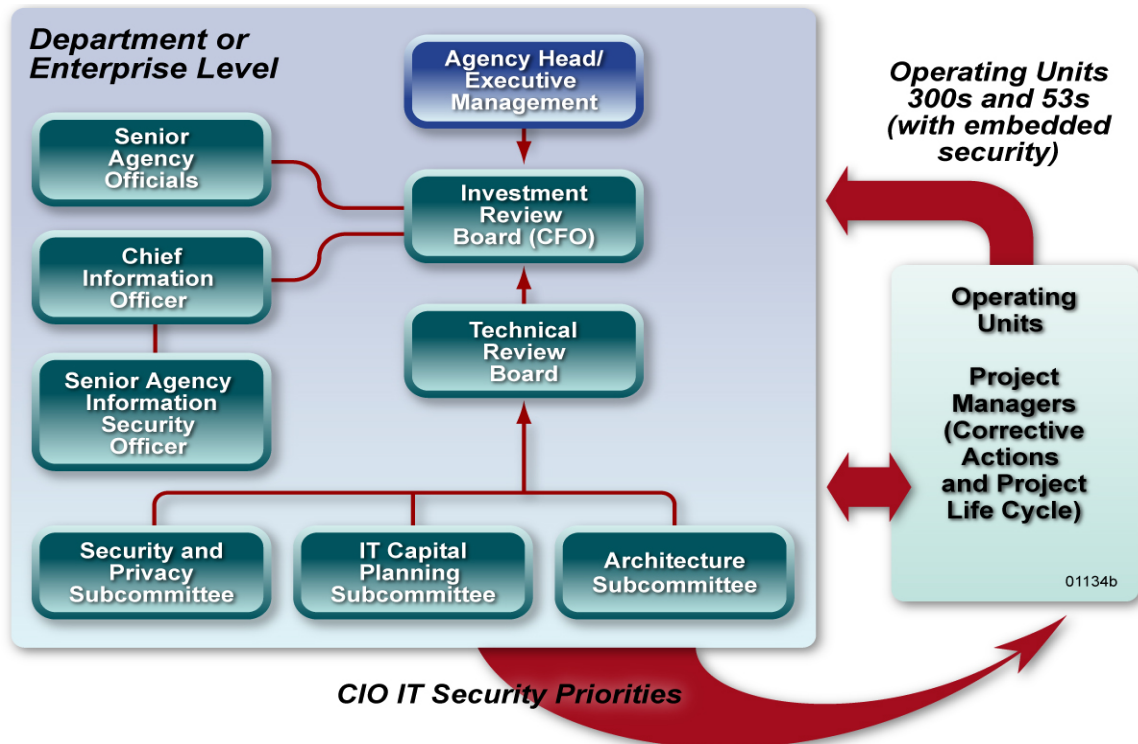 Department or
Enterprise Level
Agency Head/
Executive
Management
Operating Units
300s and 53s
(with embedded
security)
Senior
Agency
Officials
Investment
Review
Board (CFO)
Chief
Information
Officer
Technical
Review
Board
Senior Agency
Information
Security
Officer
Operating
Units
Project
Managers
(Corrective
Actions
and Project
Life Cycle)
01134b
Security and
Privacy
Subcommittee
IT Capital
Planning
Subcommittee
Architecture
Subcommittee
CIO IT Security Priorities